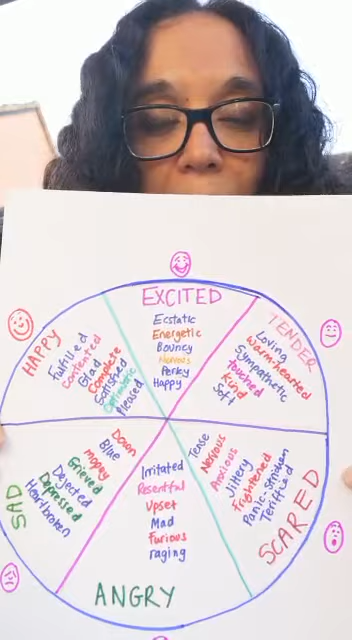 EXCITED
Ecstatic
Energetic
Bouncy
Nervous
Perky
Happy
TENDER
Loving
Warm-hearted
Sympathetic
Touched
Kind
Soft
SCARED
Tense
Nervous
Anxious
Jittery
Frightened
Panic-stricken
Terrified
ANGRY
Irritated
Resentful
Upset
Mad
Furious
raging
SAD
Down
Blue
mopey
Grieved
Dejected
Depressed
Heartbroken
HAPPY
Fulfilled
contented
Glad
Complete
Satisfied
Optimistic
Pleased